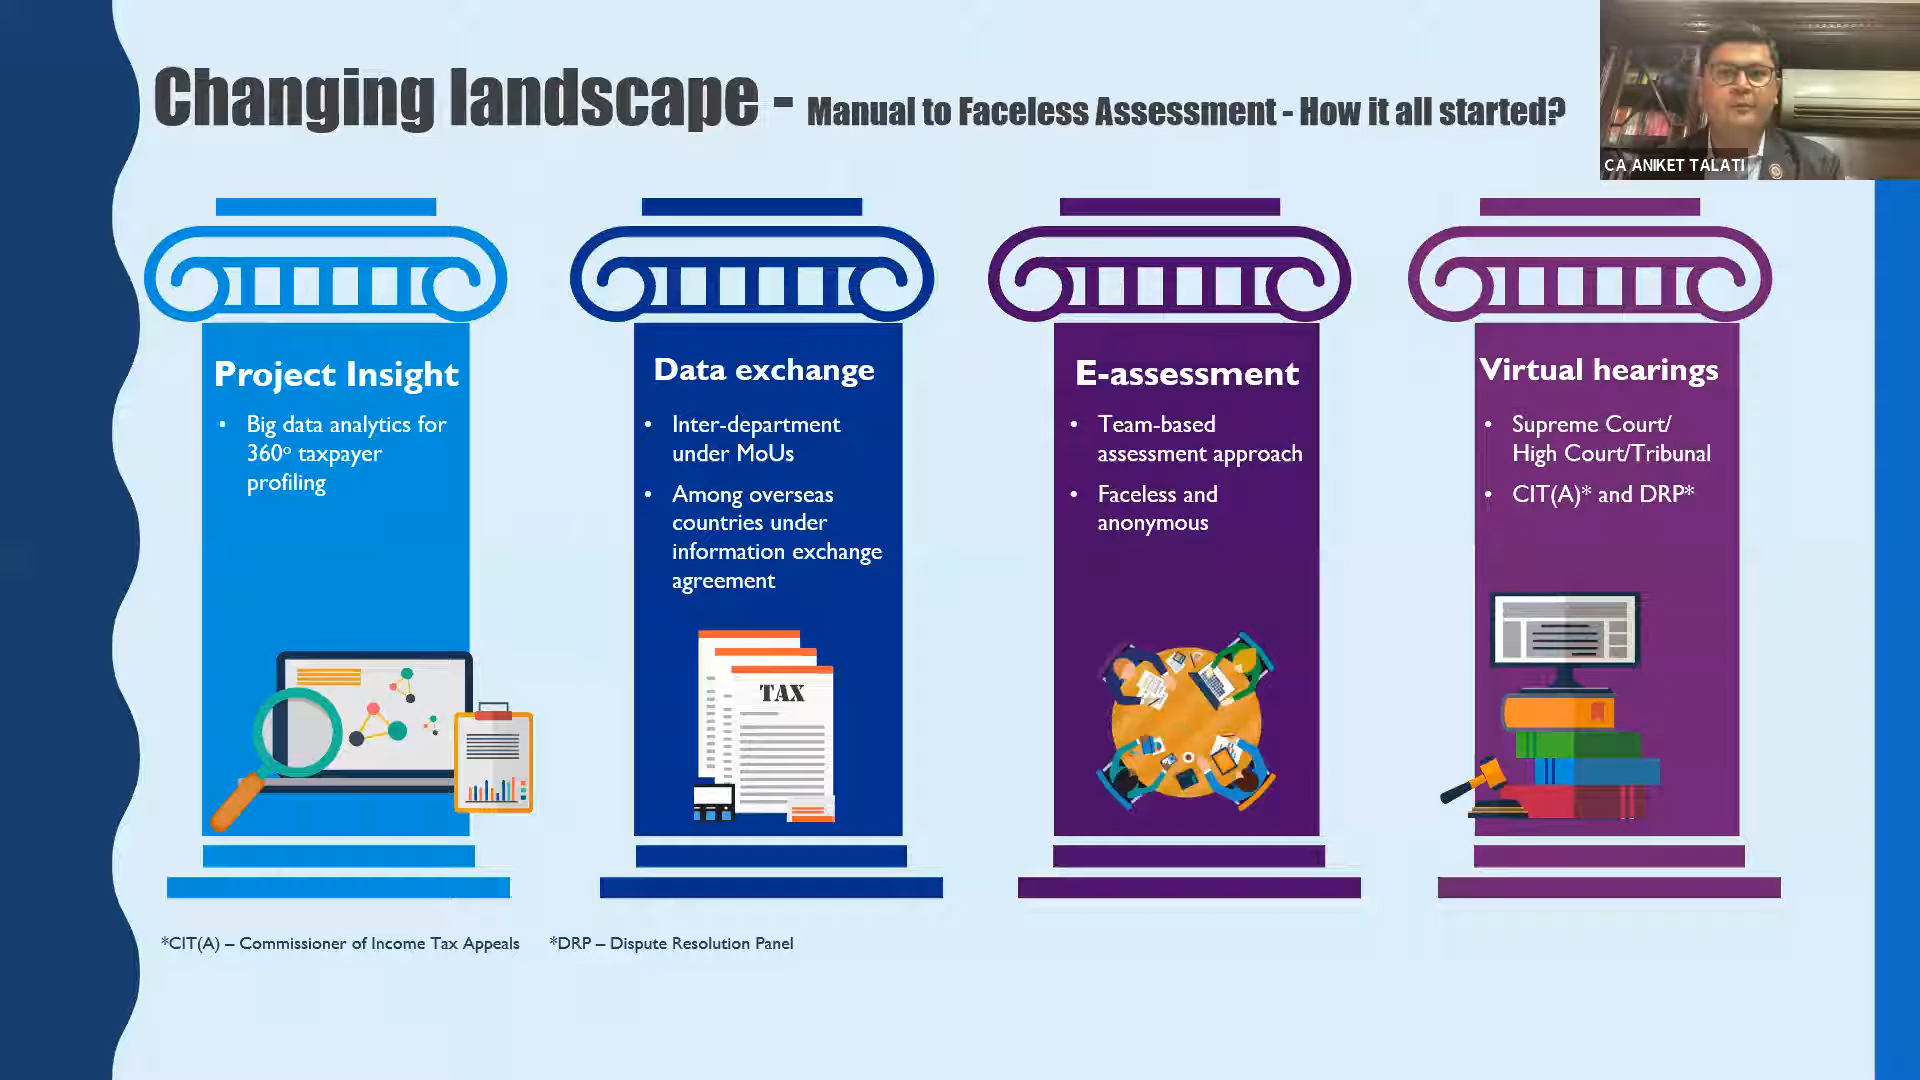 Changing landscape - Manual to Faceless Assessment - How it all started?
CA ANIKET TALATI
Project Insight
• Big data analytics for
360° taxpayer
profiling
Data exchange
• Inter-department
under MoUs
• Among overseas
countries under
information exchange
agreement
TAX
E-assessment
• Team-based
assessment approach
• Faceless and
anonymous
Virtual hearings
• Supreme Court/
High Court/Tribunal
• CIT(A)* and DRP*
*CIT(A) – Commissioner of Income Tax Appeals *DRP – Dispute Resolution Panel